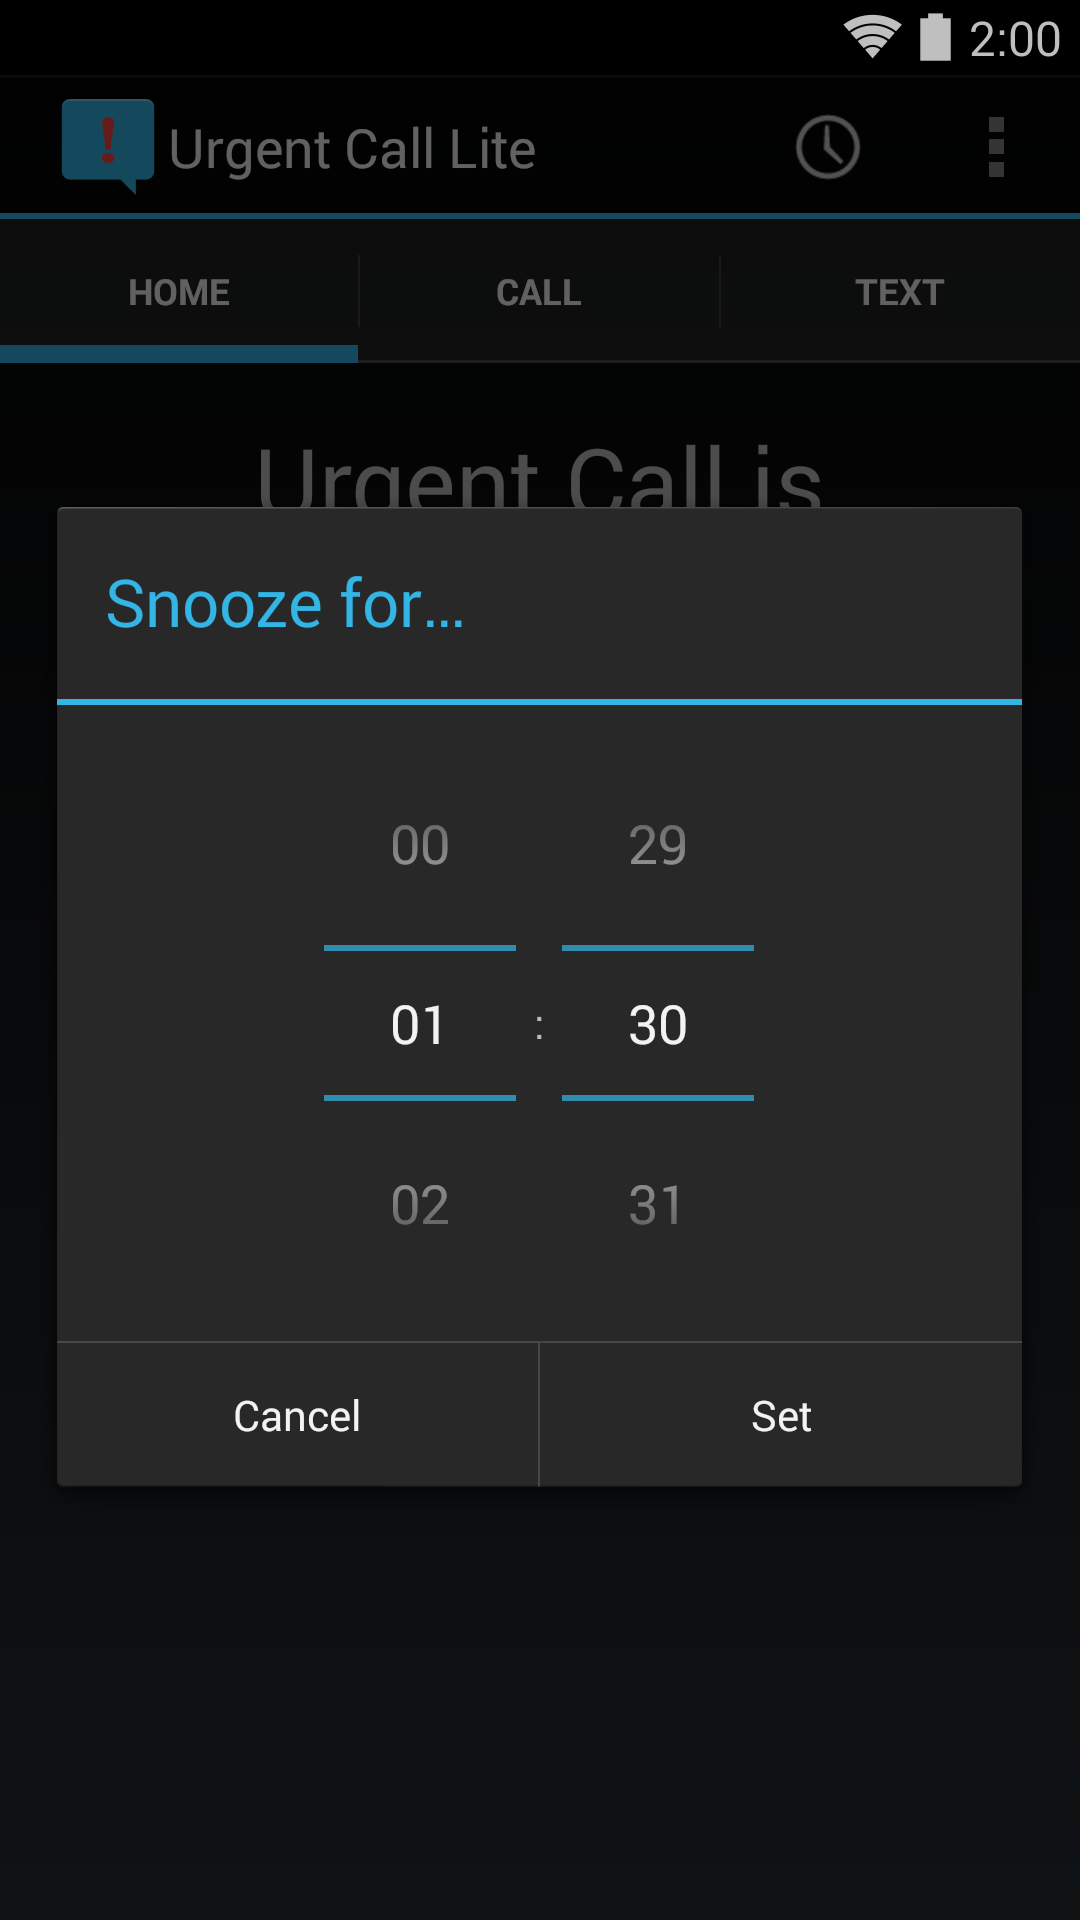 2:00
! Urgent Call Lite
HOME CALL TEXT
Urgent Call is
Snooze for...
00 29
01 : 30
02 31
Cancel Set